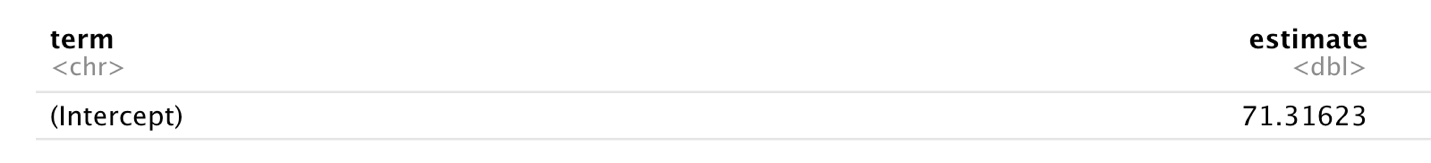 term estimate
<chr> <dbl>
(Intercept) 71.31623